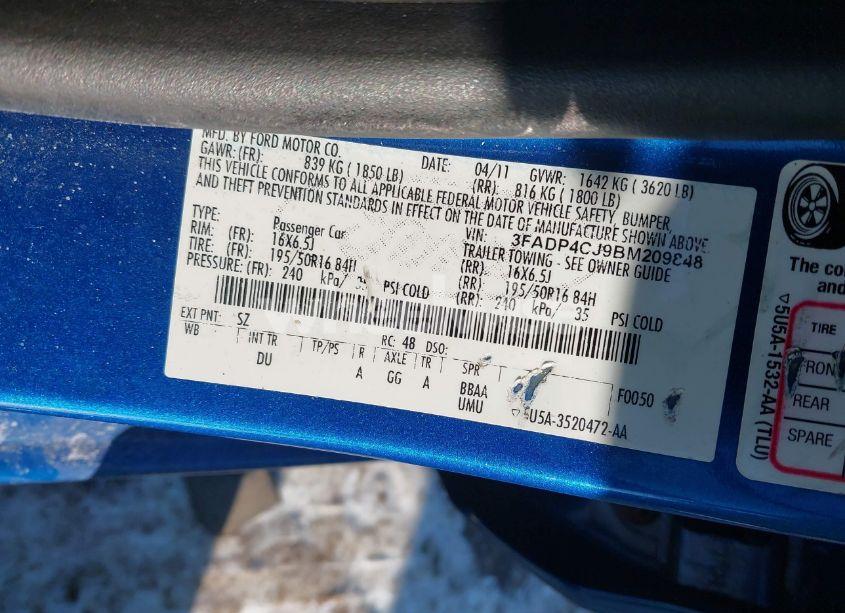 MFD. BY FORD MOTOR CO. DATE: 04/11 GVWR: 1642 KG ( 3620 LB)
GAWR: (FR): 839 KG ( 1850 LB) (RR): 816 KG ( 1800 LB)
THIS VEHICLE CONFORMS TO ALL APPLICABLE FEDERAL MOTOR VEHICLE SAFETY, BUMPER,
AND THEFT PREVENTION STANDARDS IN EFFECT ON THE DATE OF MANUFACTURE SHOWN ABOVE.
VIN: 3FADP4CJ9BM209848
TYPE: Passenger Car TRAILER TOWING - SEE OWNER GUIDE
RIM: (FR): 16X6.5J (RR): 16X6.5J
TIRE: (FR): 195/50R16 84H (RR): 195/50R16 84H
PRESSURE: (FR): 240 kPa/ 35 PSI COLD (RR): 240 kPa/ 35 PSI COLD
EXT PNT: SZ RC: 48 DSO:
WB INT TR TP/PS R AXLE TR SPR F0050
DU A GG A BBAA
UMU
5U5A-3520472-AA
The
and
TIRE
FRON
REAR
SPARE
5U5A-1532-AA (TLU)